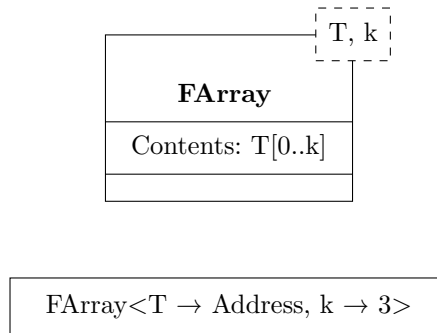 T, k
FArray
Contents: T[0..k]
FArray<T → Address, k → 3>